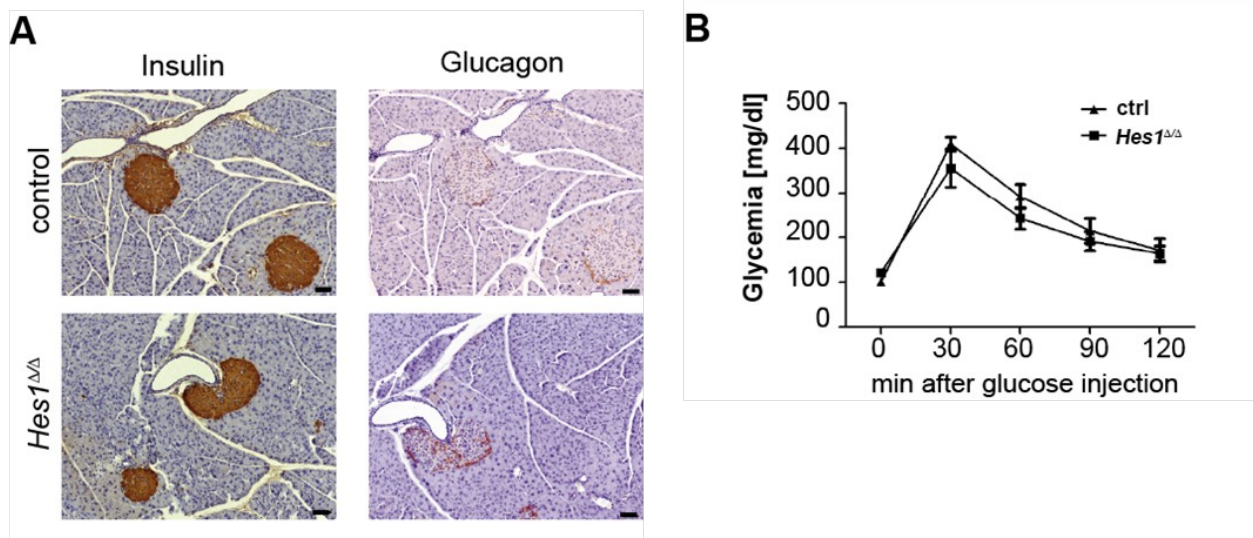 A
Insulin
Glucagon
control
Hes1Δ/Δ
B
500
400
300
200
100
0
Glycemia [mg/dl]
ctrl
Hes1Δ/Δ
0 30 60 90 120
min after glucose injection